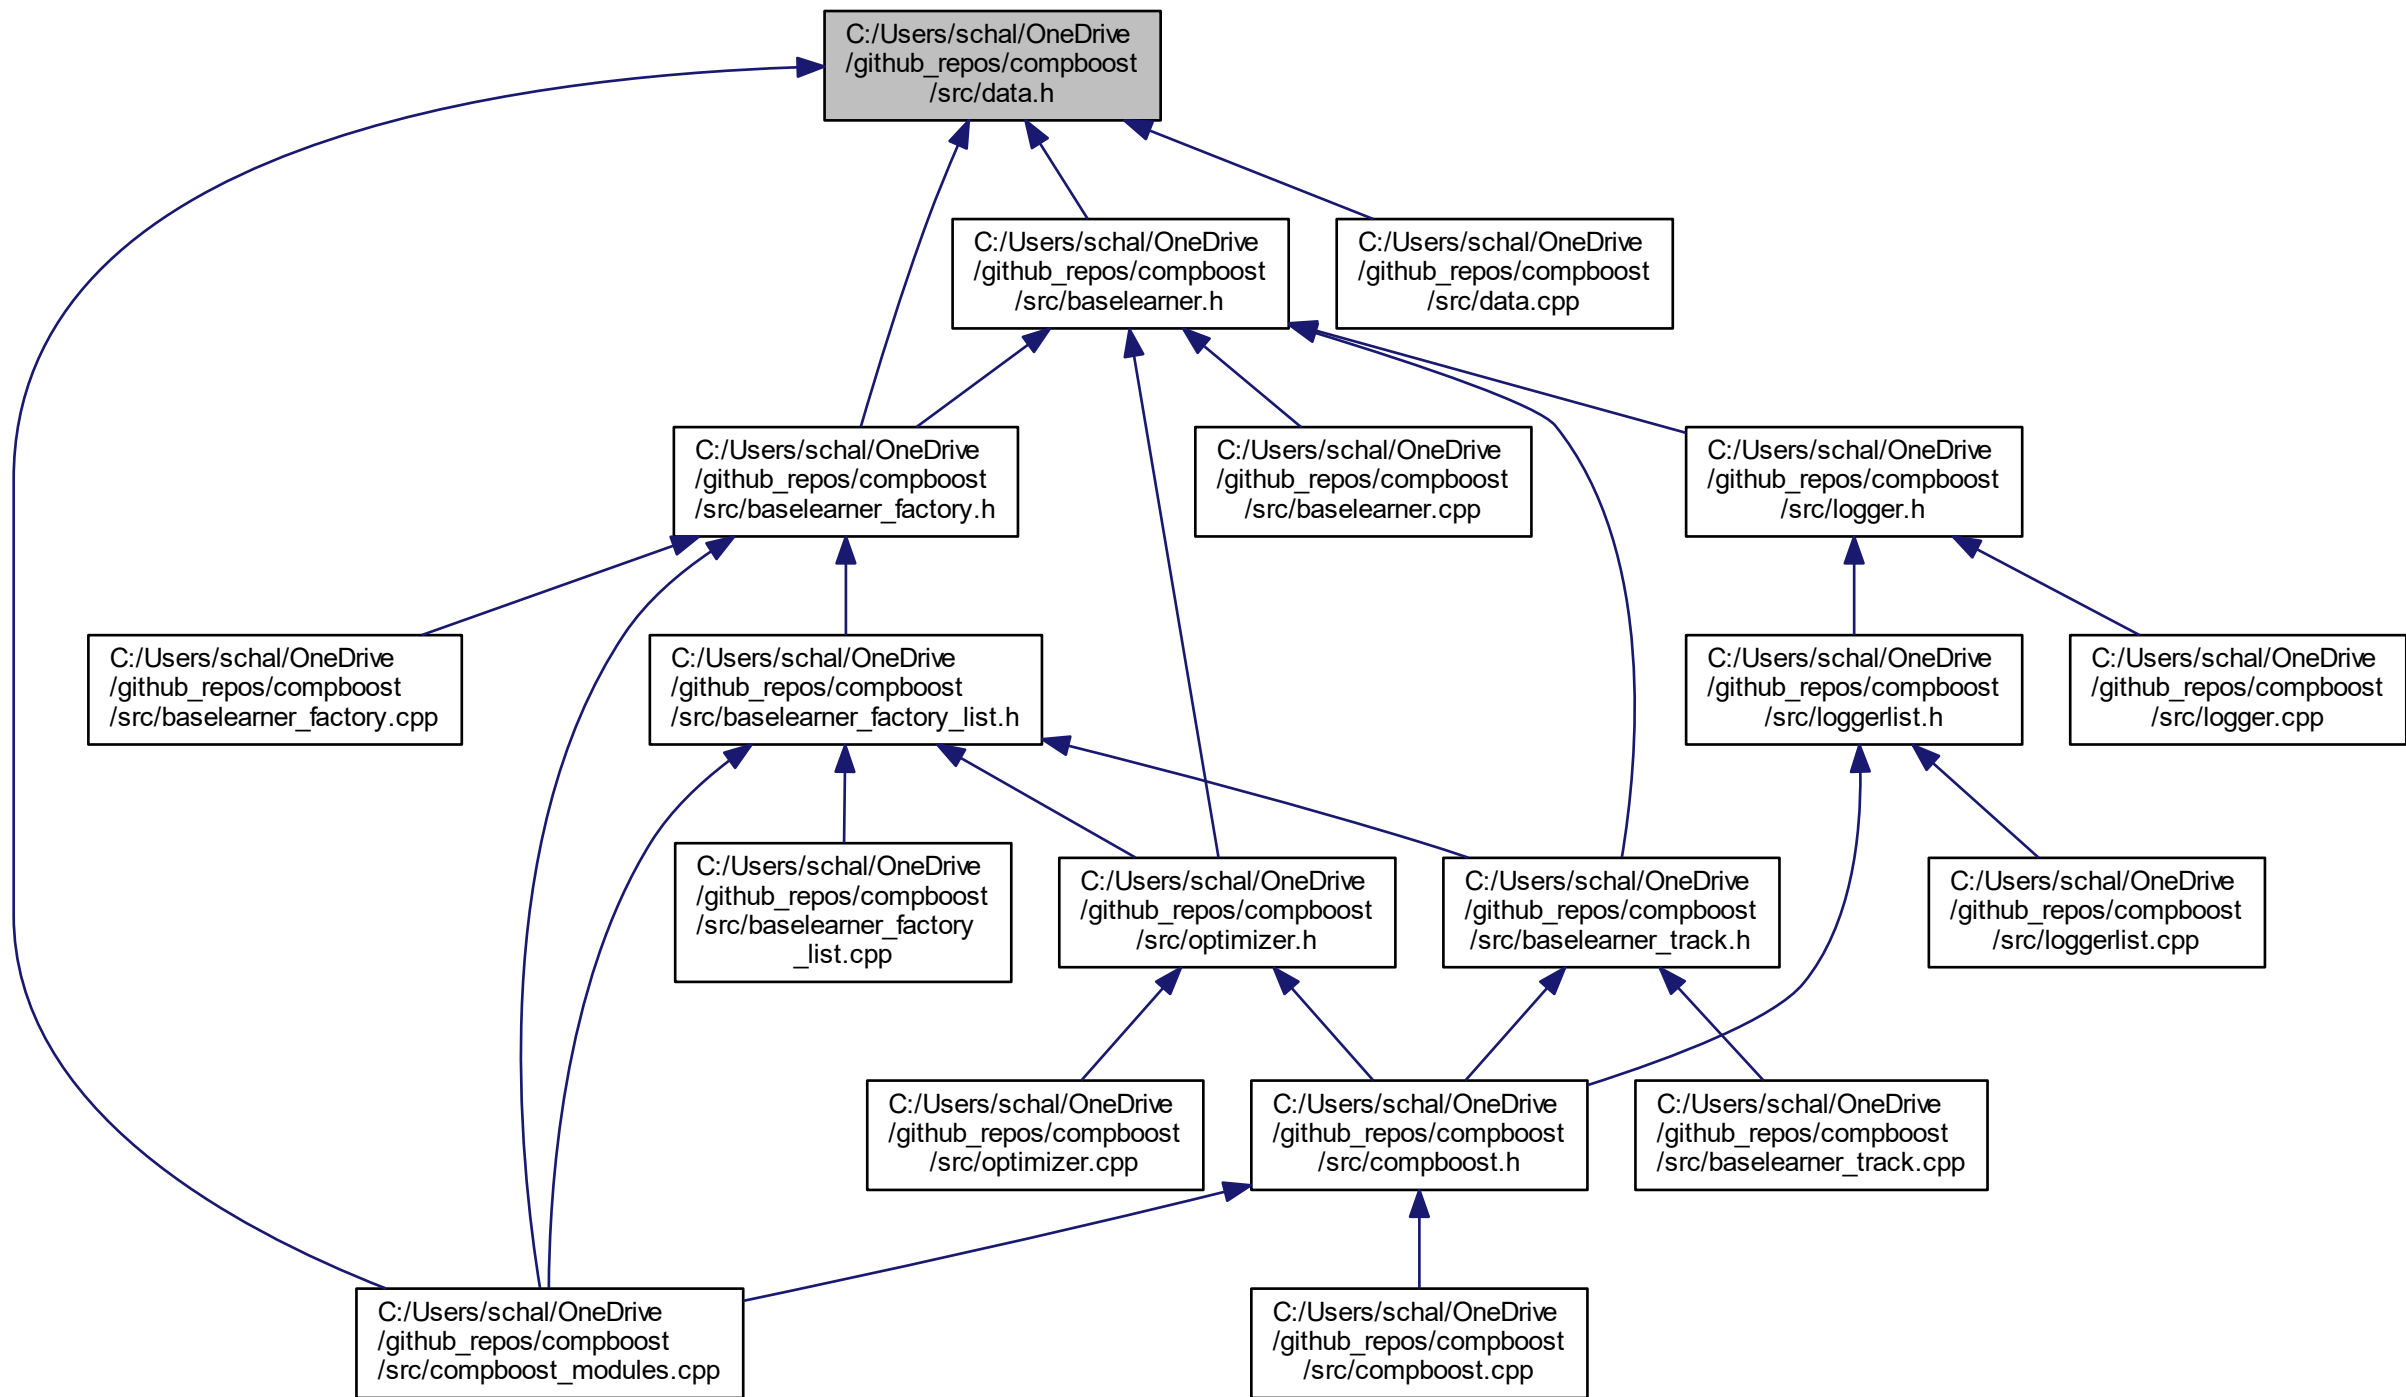 C:/Users/schal/OneDrive
/github_repos/compboost
/src/data.h
C:/Users/schal/OneDrive
/github_repos/compboost
/src/baselearner.h
C:/Users/schal/OneDrive
/github_repos/compboost
/src/data.cpp
C:/Users/schal/OneDrive
/github_repos/compboost
/src/baselearner_factory.h
C:/Users/schal/OneDrive
/github_repos/compboost
/src/baselearner.cpp
C:/Users/schal/OneDrive
/github_repos/compboost
/src/logger.h
C:/Users/schal/OneDrive
/github_repos/compboost
/src/baselearner_factory.cpp
C:/Users/schal/OneDrive
/github_repos/compboost
/src/baselearner_factory_list.h
C:/Users/schal/OneDrive
/github_repos/compboost
/src/loggerlist.h
C:/Users/schal/OneDrive
/github_repos/compboost
/src/logger.cpp
C:/Users/schal/OneDrive
/github_repos/compboost
/src/baselearner_factory
_list.cpp
C:/Users/schal/OneDrive
/github_repos/compboost
/src/optimizer.h
C:/Users/schal/OneDrive
/github_repos/compboost
/src/baselearner_track.h
C:/Users/schal/OneDrive
/github_repos/compboost
/src/loggerlist.cpp
C:/Users/schal/OneDrive
/github_repos/compboost
/src/optimizer.cpp
C:/Users/schal/OneDrive
/github_repos/compboost
/src/compboost.h
C:/Users/schal/OneDrive
/github_repos/compboost
/src/baselearner_track.cpp
C:/Users/schal/OneDrive
/github_repos/compboost
/src/compboost_modules.cpp
C:/Users/schal/OneDrive
/github_repos/compboost
/src/compboost.cpp